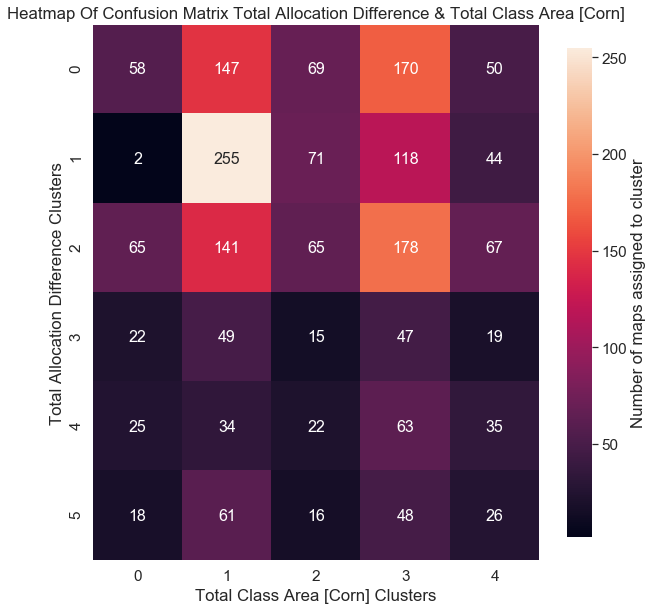 Heatmap Of Confusion Matrix Total Allocation Difference & Total Class Area [Corn]
0 58 147 69 170 50
1 2 255 71 118 44
2 65 141 65 178 67
3 22 49 15 47 19
4 25 34 22 63 35
5 18 61 16 48 26
0 1 2 3 4
Total Class Area [Corn] Clusters
Total Allocation Difference Clusters
250
200
150
100
50
Number of maps assigned to cluster